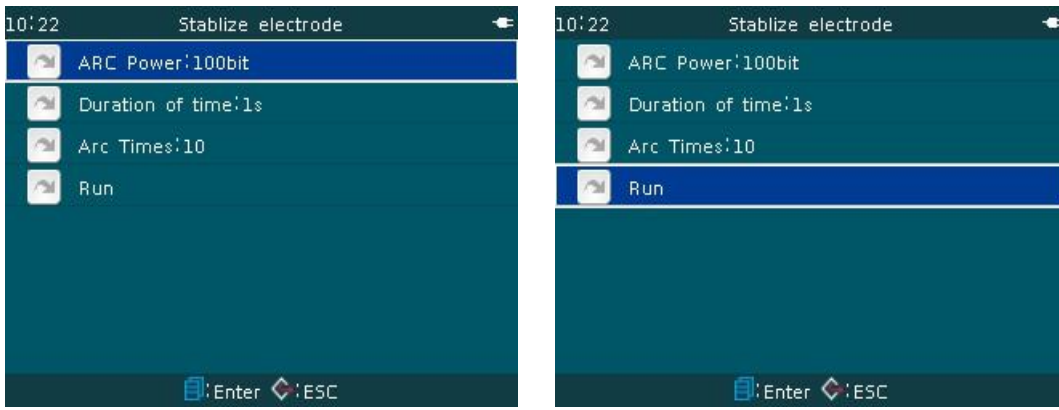 10:22 Stablize electrode
ARC Power:100bit
Duration of time:1s
Arc Times:10
Run
:Enter :ESC
10:22 Stablize electrode
ARC Power:100bit
Duration of time:1s
Arc Times:10
Run
:Enter :ESC